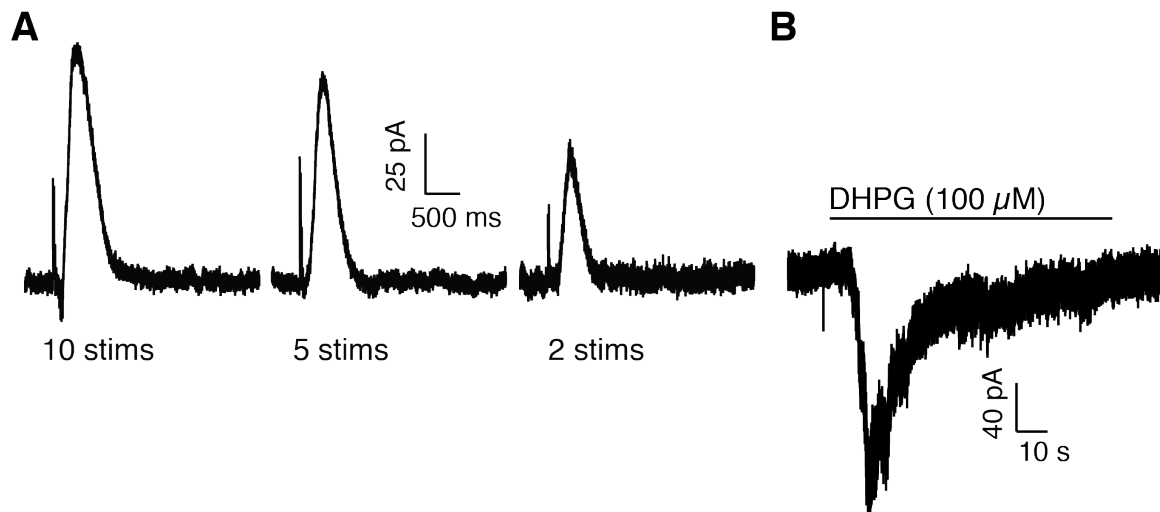 A
B
25 pA
500 ms
10 stims
5 stims
2 stims
DHPG (100 µM)
40 pA
10 s